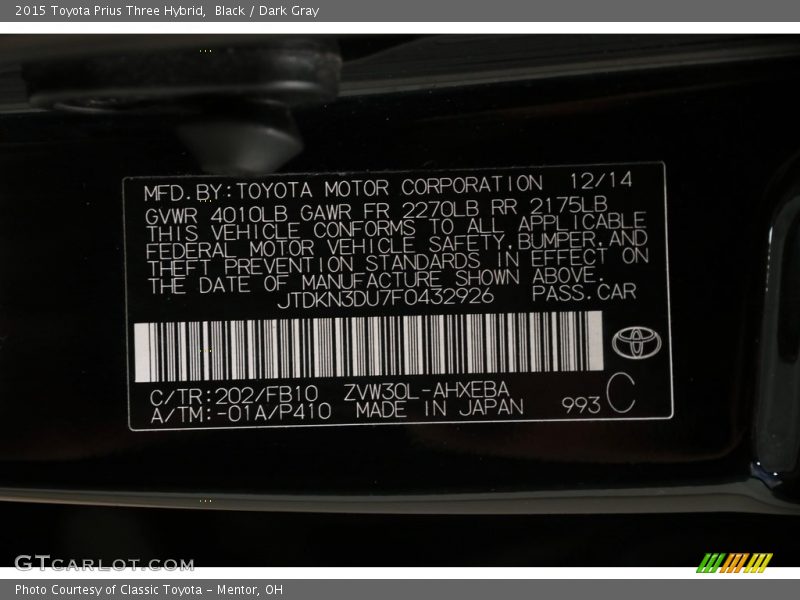 2015 Toyota Prius Three Hybrid,  Black / Dark Gray
MFD.BY:TOYOTA MOTOR CORPORATION 12/14
GVWR 4010LB GAWR FR 2270LB RR 2175LB
THIS VEHICLE CONFORMS TO ALL APPLICABLE
FEDERAL MOTOR VEHICLE SAFETY,BUMPER,AND
THEFT PREVENTION STANDARDS IN EFFECT ON
THE DATE OF MANUFACTURE SHOWN ABOVE.
JTDKN3DU7F0432926 PASS.CAR
C/TR:202/FB10 ZVW30L-AHXEBA
A/TM:-01A/P410 MADE IN JAPAN 993 C
GTCARLOT.COM
Photo Courtesy of Classic Toyota - Mentor, OH